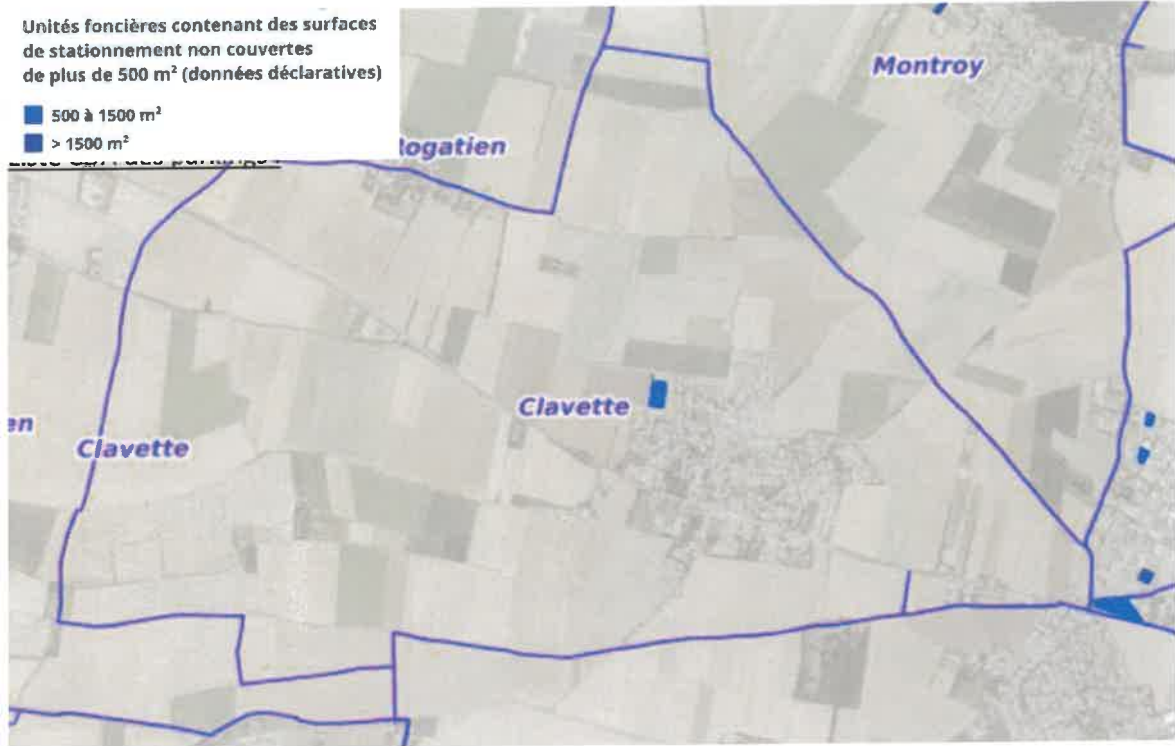 Unités foncières contenant des surfaces
de stationnement non couvertes
de plus de 500 m² (données déclaratives)
500 à 1500 m²
> 1500 m²
Montroy
Rogatien
Clavette
en
Clavette